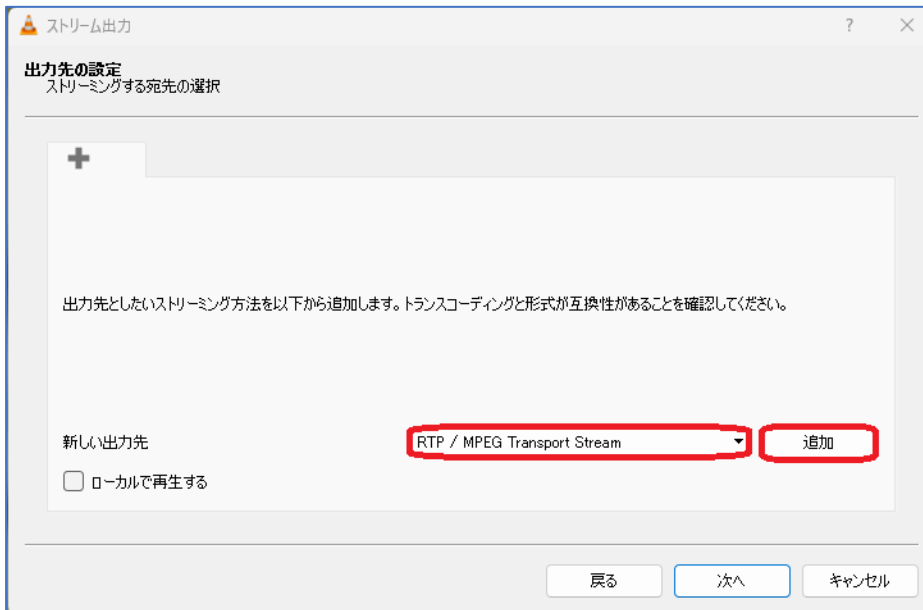 ストリーム出力
?
出力先の設定
ストリーミングする宛先の選択
出力先としたいストリーミング方法を以下から追加します。トランスコーディングと形式が互換性があることを確認してください。
新しい出力先
RTP / MPEG Transport Stream
追加
ローカルで再生する
戻る
次へ
キャンセル